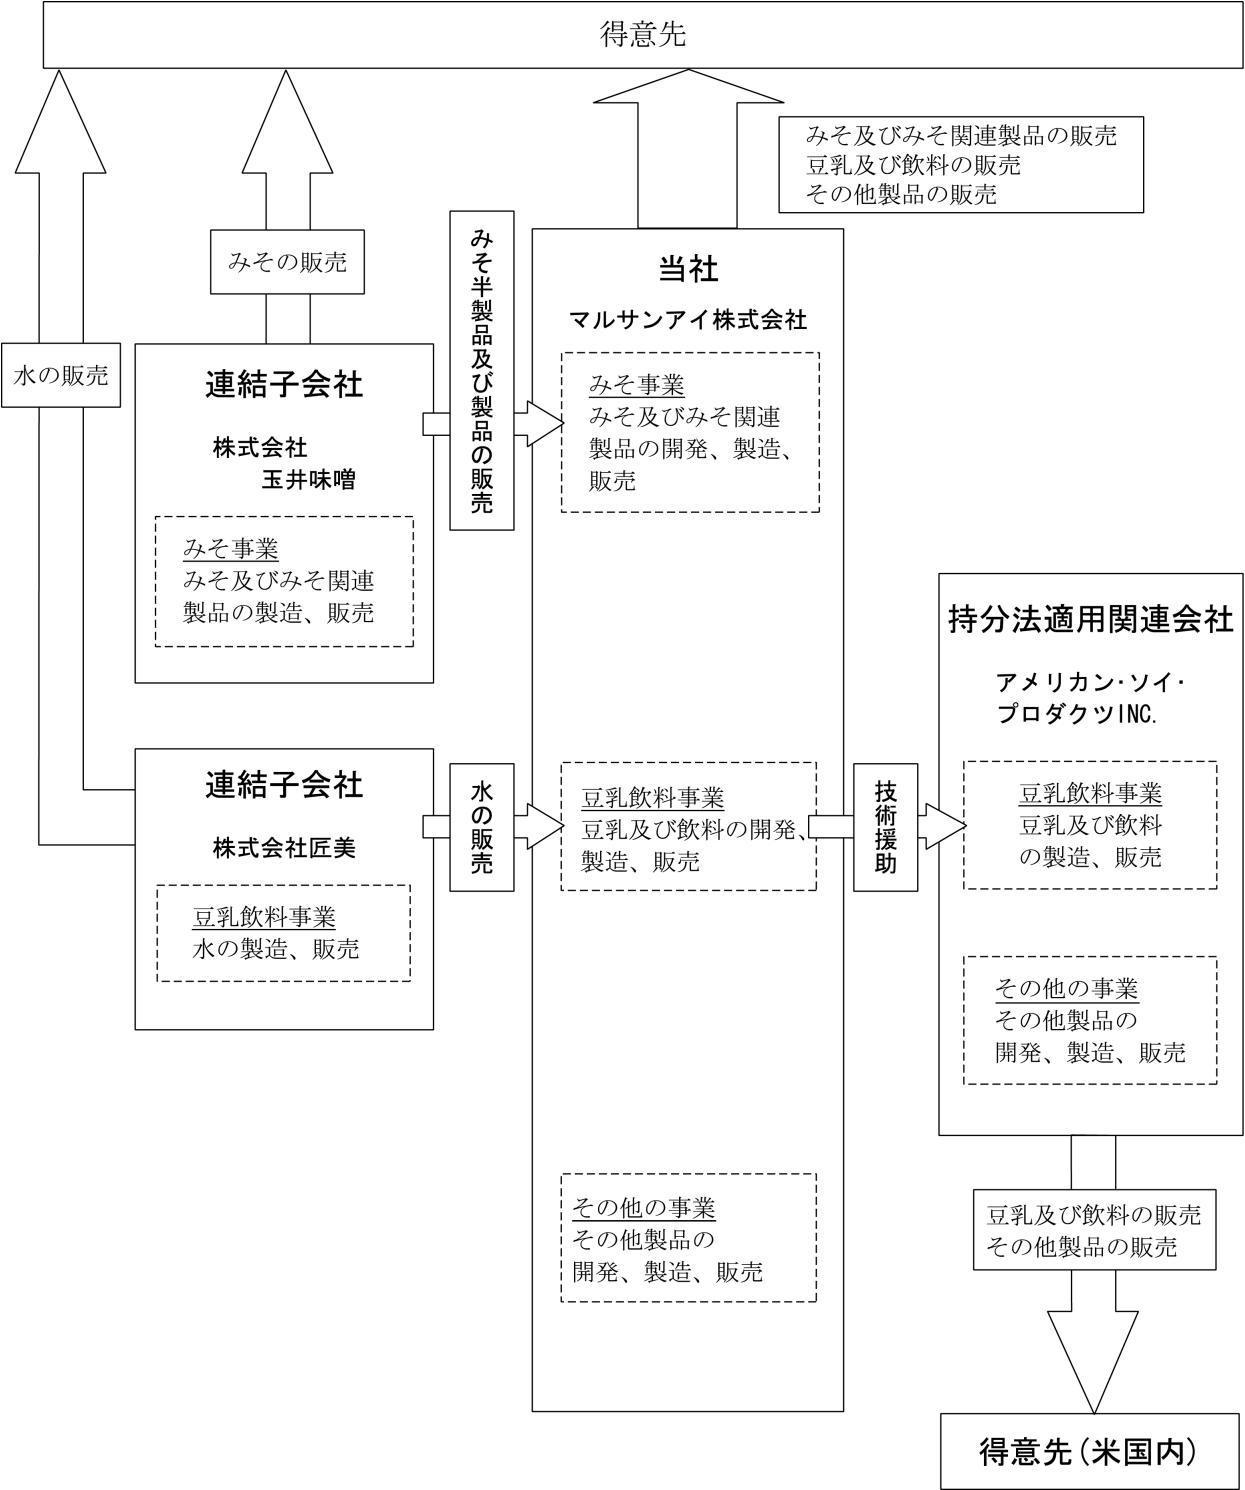 得意先
みそ及びみそ関連製品の販売
豆乳及び飲料の販売
その他製品の販売
みその販売
水の販売
連結子会社
株式会社
玉井味噌
みそ事業
みそ及びみそ関連
製品の製造、販売
みそ半製品及び製品の販売
当社
マルサンアイ株式会社
みそ事業
みそ及びみそ関連
製品の開発、製造、
販売
連結子会社
株式会社匠美
豆乳飲料事業
水の製造、販売
水の販売
豆乳飲料事業
豆乳及び飲料の開発、
製造、販売
技術援助
その他の事業
その他製品の
開発、製造、販売
持分法適用関連会社
アメリカン・ソイ・
プロダクツINC.
豆乳飲料事業
豆乳及び飲料
の製造、販売
その他の事業
その他製品の
開発、製造、販売
豆乳及び飲料の販売
その他製品の販売
得意先(米国内)